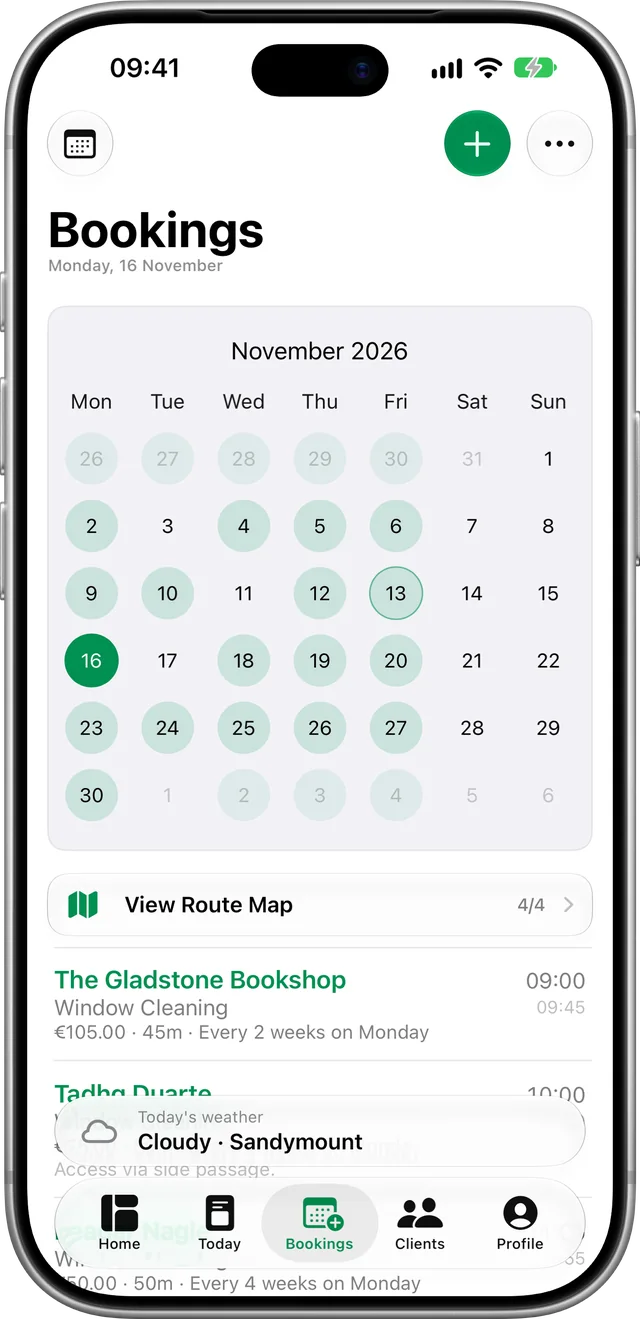 09:41
Bookings
Monday, 16 November
November 2026
Mon Tue Wed Thu Fri Sat Sun
26 27 28 29 30 31 1
2 3 4 5 6 7 8
9 10 11 12 13 14 15
16 17 18 19 20 21 22
23 24 25 26 27 28 29
30 1 2 3 4 5 6
View Route Map 4/4
The Gladstone Bookshop 09:00
Window Cleaning 09:45
€105.00 · 45m · Every 2 weeks on Monday
Tadhg Duarte 10:00
Today's weather
Cloudy · Sandymount
Access via side passage.
Home Today Bookings Clients Profile
50m · Every 4 weeks on Monday